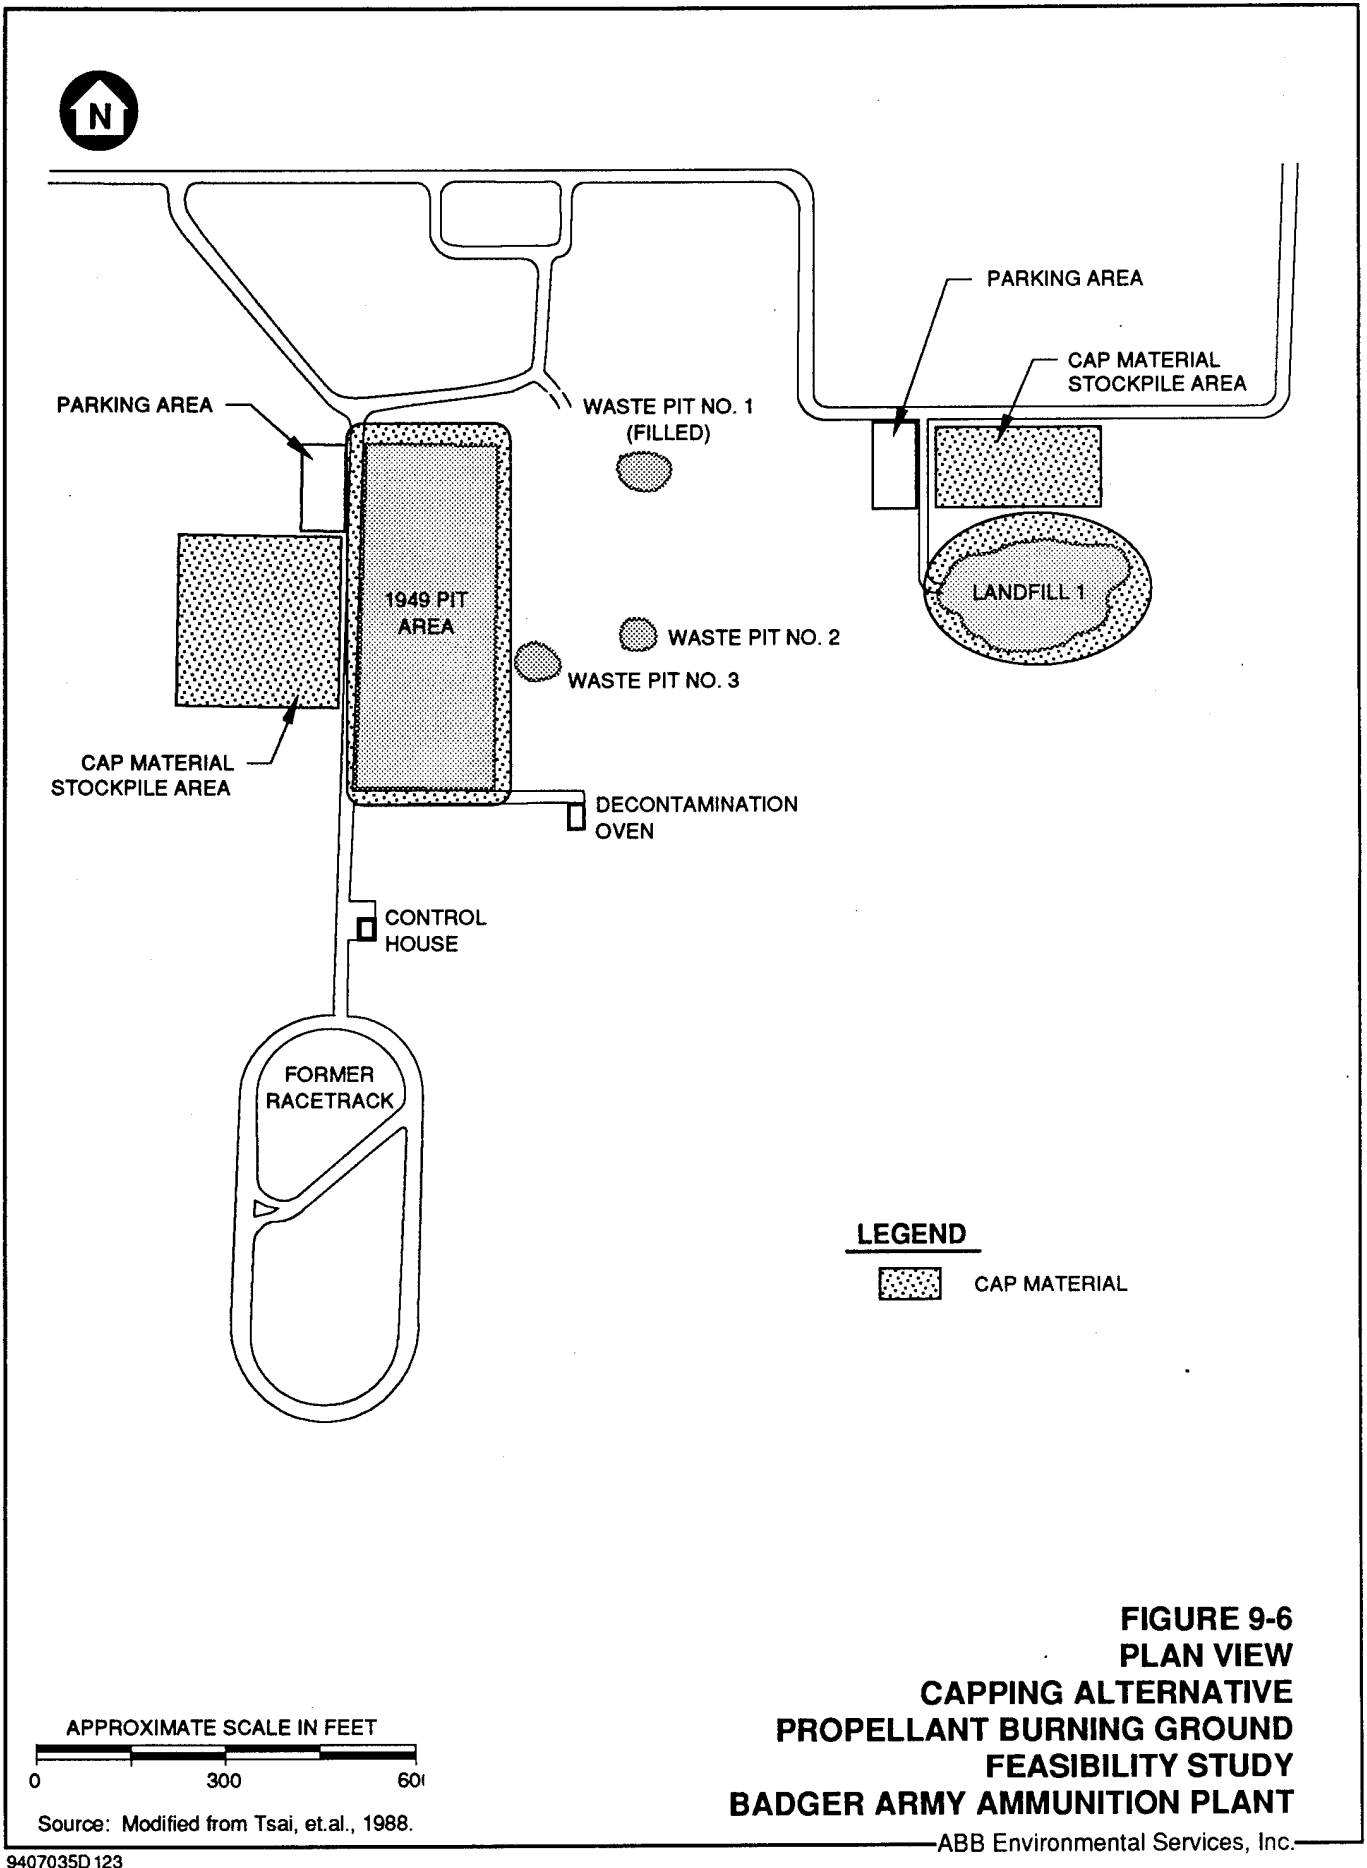 N
PARKING AREA
CAP MATERIAL
STOCKPILE AREA
PARKING AREA
WASTE PIT NO. 1
(FILLED)
1949 PIT
AREA
LANDFILL 1
WASTE PIT NO. 2
WASTE PIT NO. 3
CAP MATERIAL
STOCKPILE AREA
DECONTAMINATION
OVEN
CONTROL
HOUSE
FORMER
RACETRACK
LEGEND
CAP MATERIAL
FIGURE 9-6
PLAN VIEW
CAPPING ALTERNATIVE
PROPELLANT BURNING GROUND
FEASIBILITY STUDY
BADGER ARMY AMMUNITION PLANT
APPROXIMATE SCALE IN FEET
0 300 600
Source: Modified from Tsai, et.al., 1988.
ABB Environmental Services, Inc.
9407035D 123